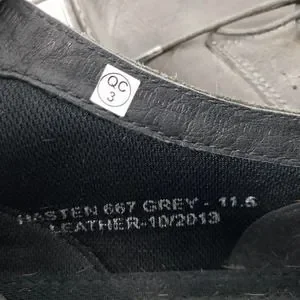 QC
3
HASTEN 667 GREY - 11.5
LEATHER-10/2013